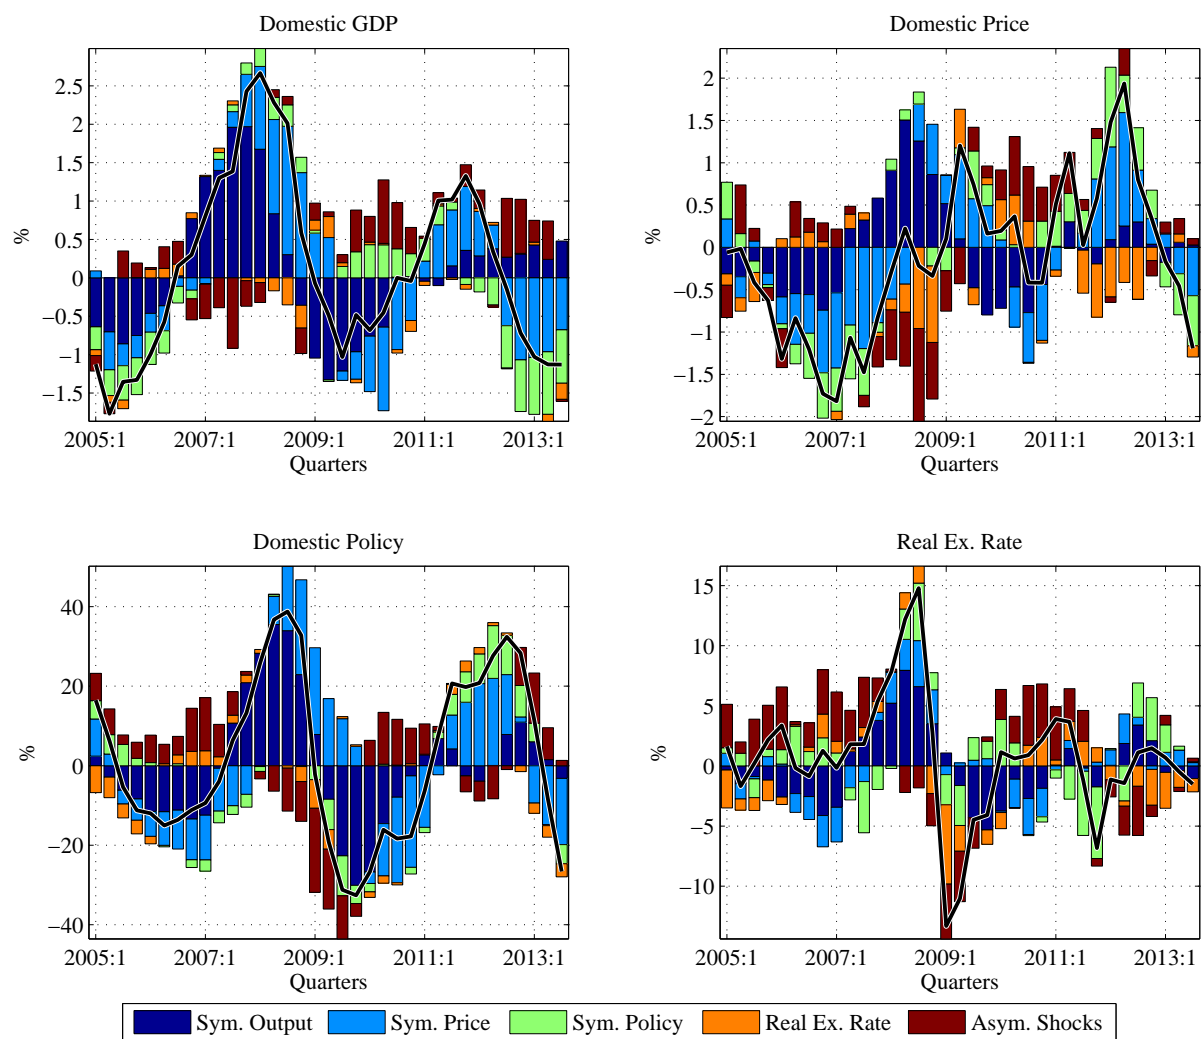 Domestic GDP
2.5
2
1.5
1
0.5
0
−0.5
−1
−1.5
%
2005:1 2007:1 2009:1 2011:1 2013:1
Quarters
Domestic Price
2
1.5
1
0.5
0
−0.5
−1
−1.5
−2
%
2005:1 2007:1 2009:1 2011:1 2013:1
Quarters
Domestic Policy
40
20
0
−20
−40
%
2005:1 2007:1 2009:1 2011:1 2013:1
Quarters
Real Ex. Rate
15
10
5
0
−5
−10
%
2005:1 2007:1 2009:1 2011:1 2013:1
Quarters
Sym. Output Sym. Price Sym. Policy Real Ex. Rate Asym. Shocks